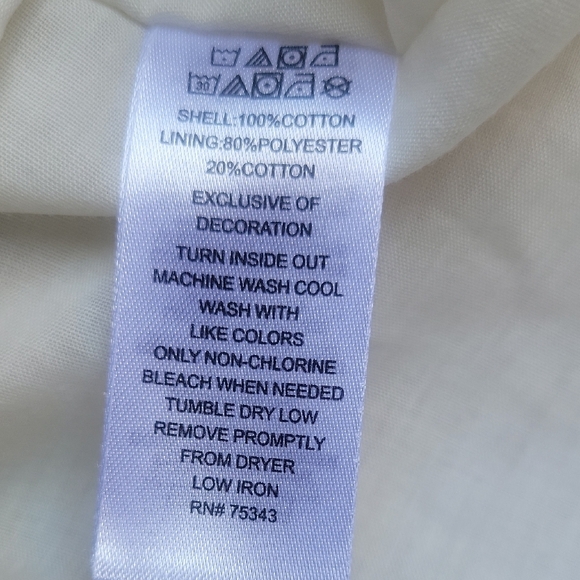 30
SHELL:100%COTTON
LINING:80%POLYESTER
20%COTTON
EXCLUSIVE OF
DECORATION
TURN INSIDE OUT
MACHINE WASH COOL
WASH WITH
LIKE COLORS
ONLY NON-CHLORINE
BLEACH WHEN NEEDED
TUMBLE DRY LOW
REMOVE PROMPTLY
FROM DRYER
LOW IRON
RN# 75343